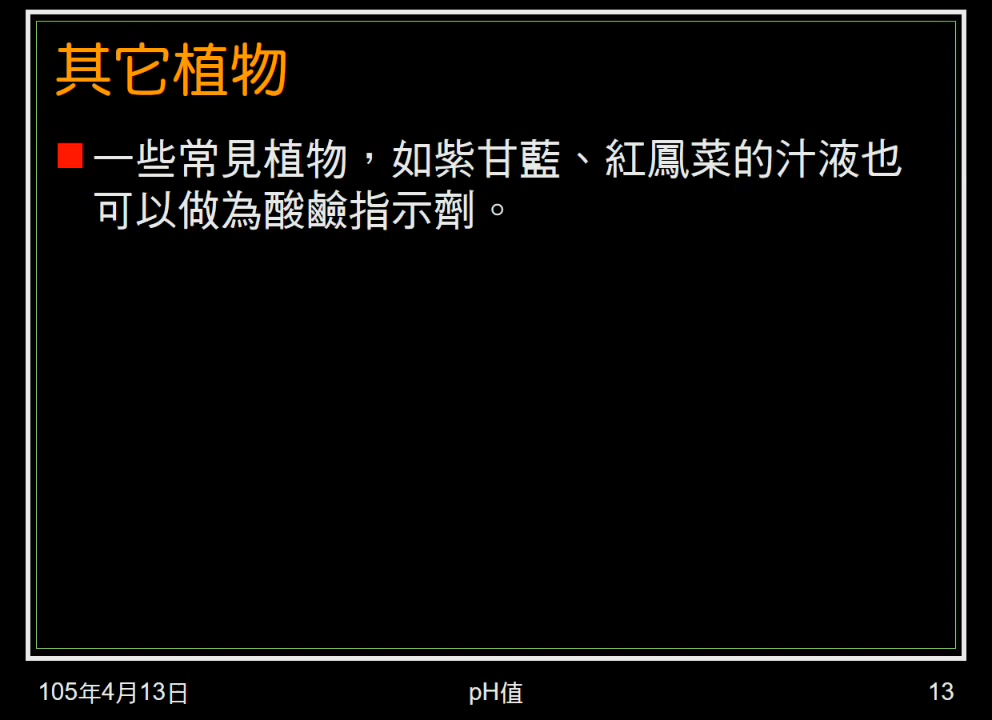 其它植物
一些常見植物，如紫甘藍、紅鳳菜的汁液也
可以做為酸鹼指示劑。
105年4月13日
pH值
13